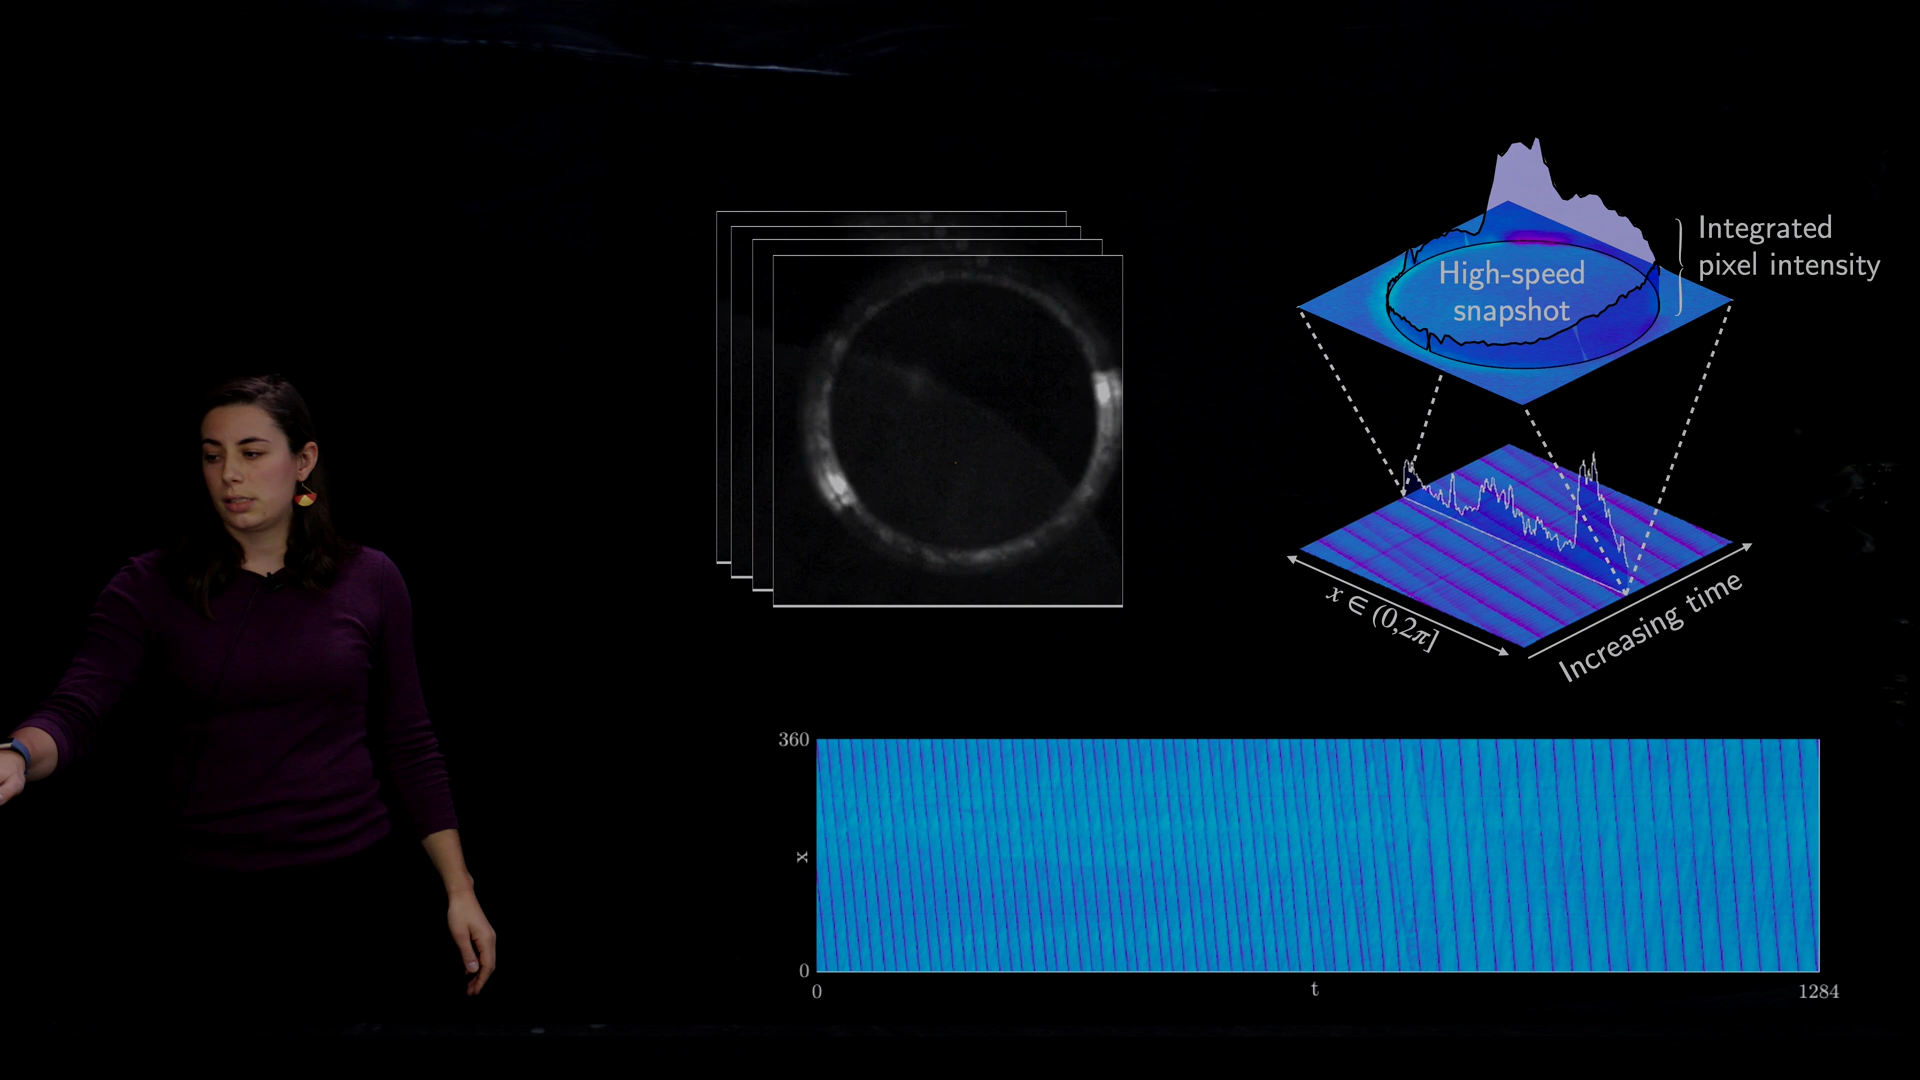 Integrated
pixel intensity
High-speed
snapshot
x ∈ (0,2π]
Increasing time
360
x
0
0
t
1284